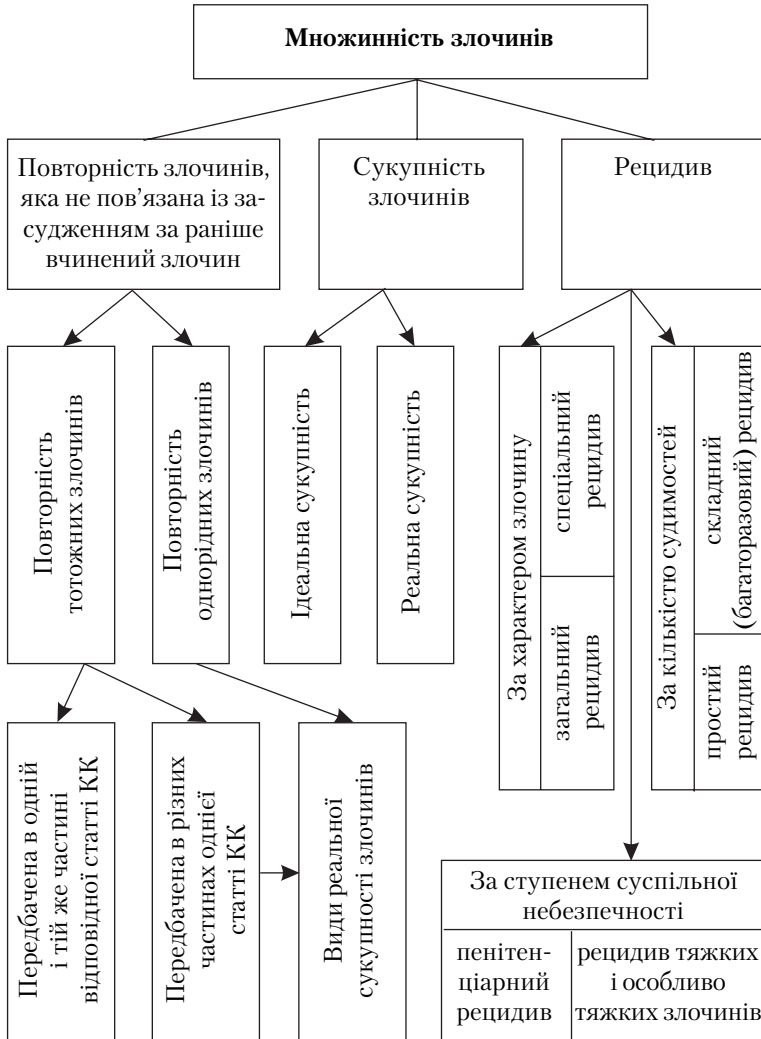 Множинність злочинів
Повторність злочинів,
яка не пов’язана із за-
судженням за раніше
вчинений злочин
Сукупність
злочинів
Рецидив
Повторність
тотожних злочинів
Повторність
однорідних злочинів
Ідеальна сукупність
Реальна сукупність
За характером злочину
спеціальний
рецидив
загальний
рецидив
За кількістю судимостей
складний
(багаторазовий) рецидив
простий
рецидив
Передбачена в одній
і тій же частині
відповідної статті КК
Передбачена в різних
частинах однієї
статті КК
Види реальної
сукупності злочинів
За ступенем суспільної
небезпечності
пенітен-
ціарний
рецидив
рецидив тяжких
і особливо
тяжких злочинів